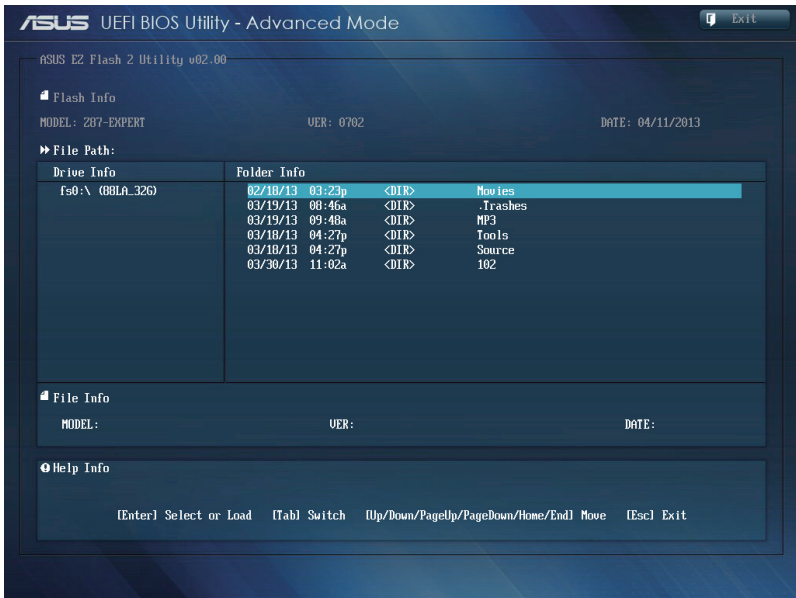 ASUS UEFI BIOS Utility - Advanced Mode
Exit
ASUS EZ Flash 2 Utility v02.00
Flash Info
MODEL: Z87-EXPERT VER: 0702 DATE: 04/11/2013
File Path:
Drive Info Folder Info
fs0:\ (88LA_32G) 02/18/13 03:23p <DIR> Movies
03/19/13 08:46a <DIR> .Trashes
03/19/13 09:48a <DIR> MP3
03/18/13 04:27p <DIR> Tools
03/18/13 04:27p <DIR> Source
03/30/13 11:02a <DIR> 102
File Info
MODEL: VER: DATE:
Help Info
[Enter] Select or Load [Tab] Switch [Up/Down/PageUp/PageDown/Home/End] Move [Esc] Exit